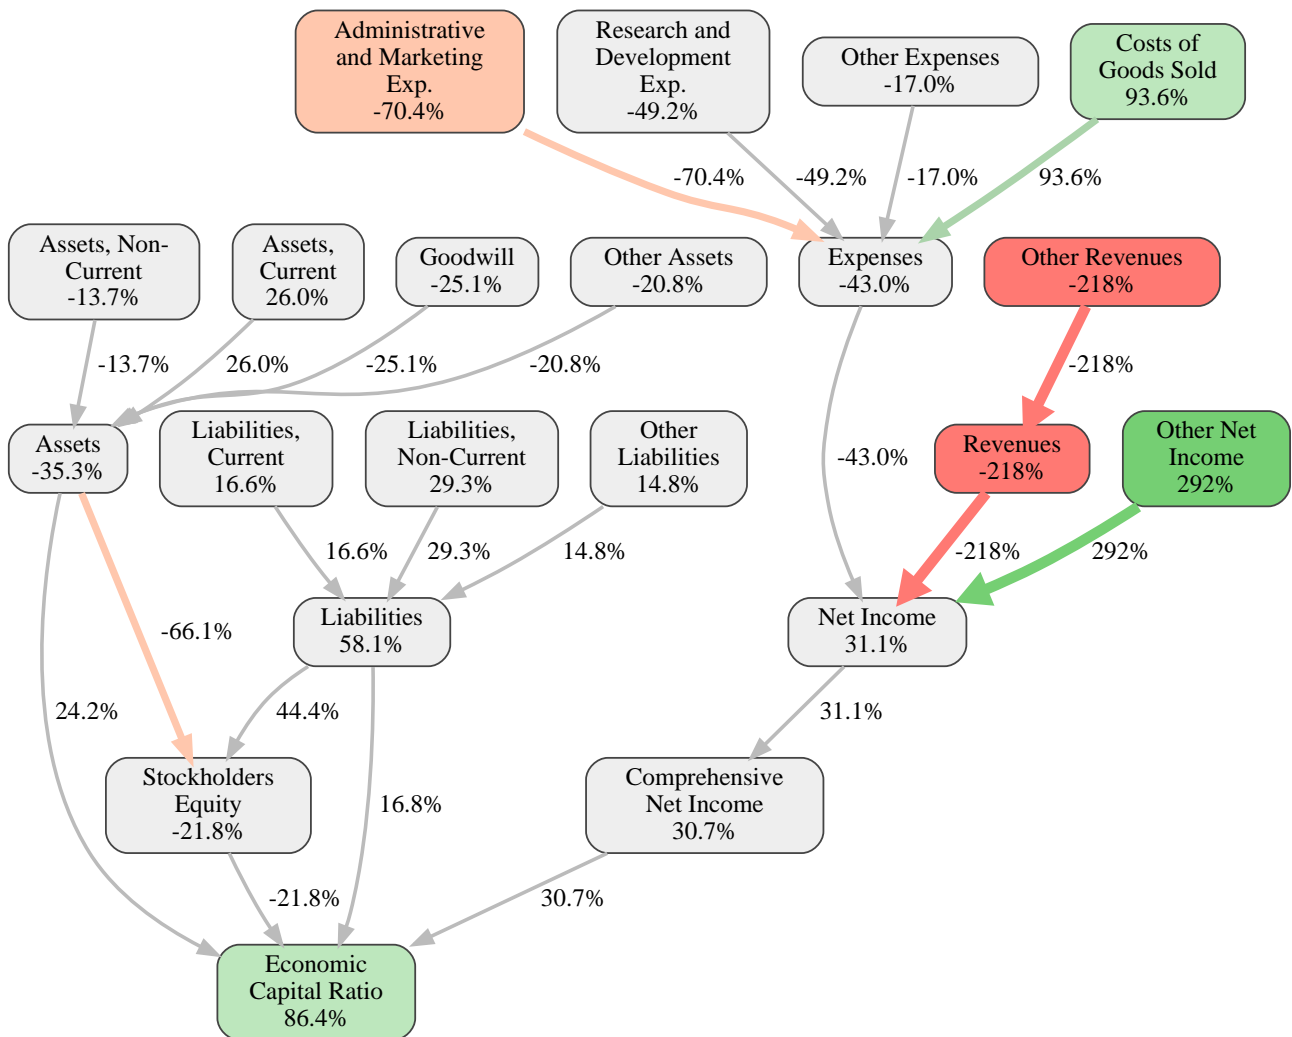 Administrative
and Marketing
Exp.
-70.4%
Research and
Development
Exp.
-49.2%
Other Expenses
-17.0%
Costs of
Goods Sold
93.6%
-70.4%
-49.2%
-17.0%
93.6%
Assets, Non-
Current
-13.7%
Assets,
Current
26.0%
Goodwill
-25.1%
Other Assets
-20.8%
Expenses
-43.0%
Other Revenues
-218%
-13.7%
26.0%
-25.1%
-20.8%
-218%
Assets
-35.3%
Liabilities,
Current
16.6%
Liabilities,
Non-Current
29.3%
Other
Liabilities
14.8%
-43.0%
Revenues
-218%
Other Net
Income
292%
16.6%
29.3%
14.8%
-218%
292%
-66.1%
Liabilities
58.1%
Net Income
31.1%
24.2%
44.4%
31.1%
Stockholders
Equity
-21.8%
16.8%
Comprehensive
Net Income
30.7%
-21.8%
30.7%
Economic
Capital Ratio
86.4%